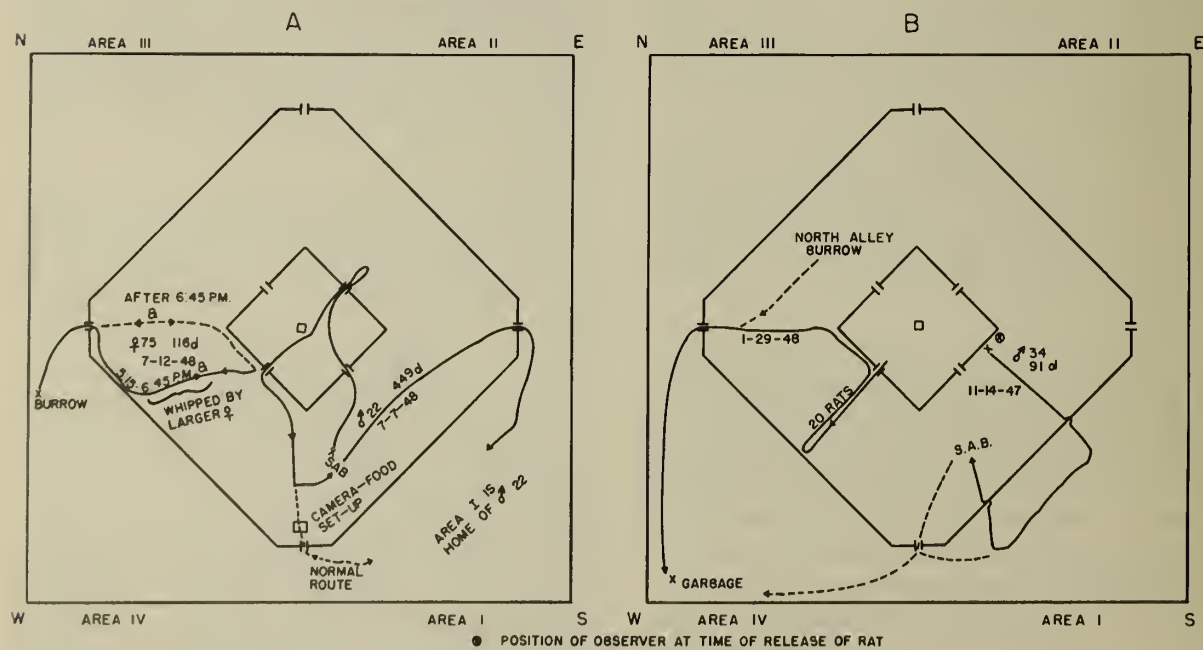 A
N
AREA III
AREA II
E
AFTER 6:45 P.M.
♀75 116d
7-12-48
5:15-6:45 P.M.
WHIPPED BY
LARGER ♀
BURROW
♂ 22 449d
7-7-48
SAB
CAMERA-FOOD
SET-UP
AREA I IS
HOME OF ♂ 22
NORMAL
ROUTE
W
AREA IV
AREA I
S
B
N
AREA III
AREA II
E
NORTH ALLEY
BURROW
1-29-48
20 RATS
♂ 34
91 d
11-14-47
S.A.B.
GARBAGE
W
AREA IV
AREA I
S
POSITION OF OBSERVER AT TIME OF RELEASE OF RAT